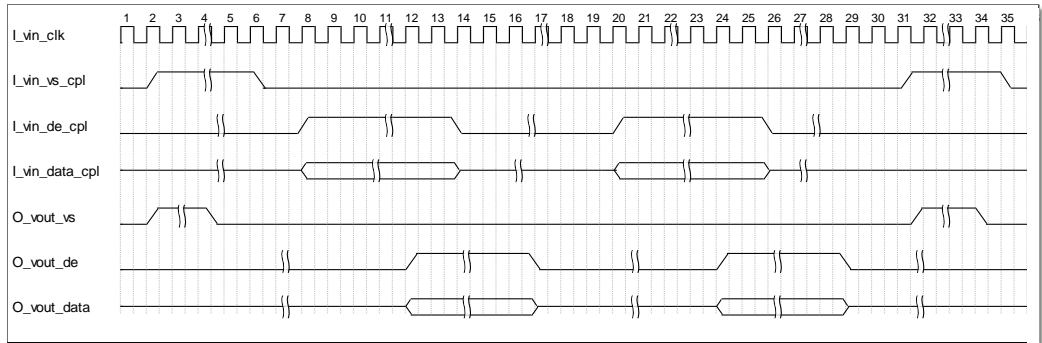 1 2 3 4 5 6 7 8 9 10 11 12 13 14 15 16 17 18 19 20 21 22 23 24 25 26 27 28 29 30 31 32 33 34 35
I_vin_clk
I_vin_vs_cpl
I_vin_de_cpl
I_vin_data_cpl
O_vout_vs
O_vout_de
O_vout_data